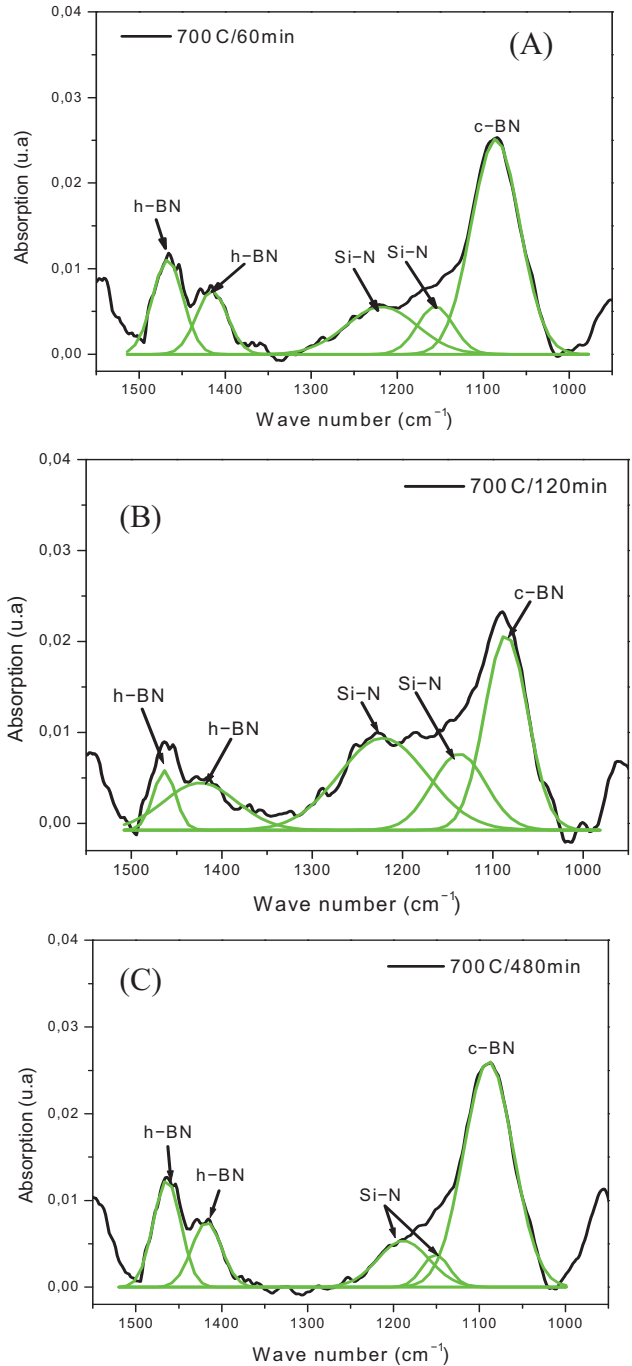 0,04
700 C/60min
(A)
0,03
c-BN
Absorption (u.a)
0,02
h-BN
h-BN
Si-N
Si-N
0,01
0,00
1500 1400 1300 1200 1100 1000
Wave number (cm⁻¹)
0,04
700 C/120min
(B)
0,03
c-BN
Absorption (u.a)
0,02
Si-N
Si-N
h-BN
h-BN
0,01
0,00
1500 1400 1300 1200 1100 1000
Wave number (cm⁻¹)
0,04
700 C/480min
(C)
0,03
c-BN
Absorption (u.a)
0,02
h-BN
h-BN
Si-N
0,01
0,00
1500 1400 1300 1200 1100 1000
Wave number (cm⁻¹)